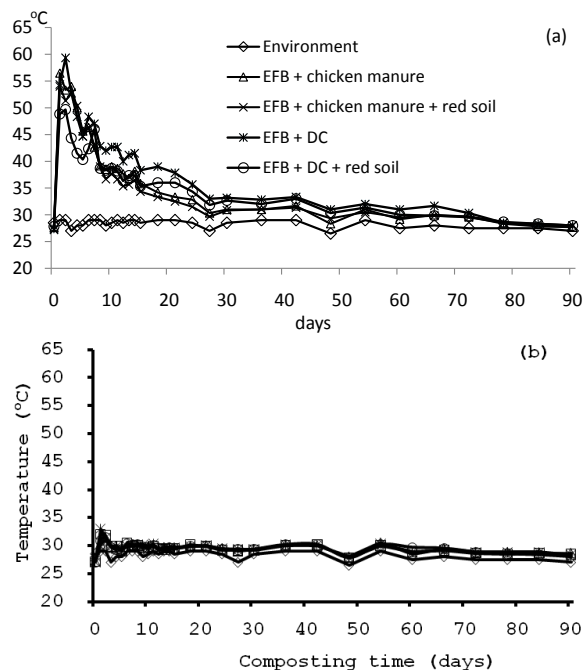 °C
65
60
55
50
45
40
35
30
25
20
(a)
Environment
EFB + chicken manure
EFB + chicken manure + red soil
EFB + DC
EFB + DC + red soil
0 10 20 30 40 50 60 70 80 90
days
(b)
Temperature (°C)
65
60
55
50
45
40
35
30
25
20
0 10 20 30 40 50 60 70 80 90
Composting time (days)